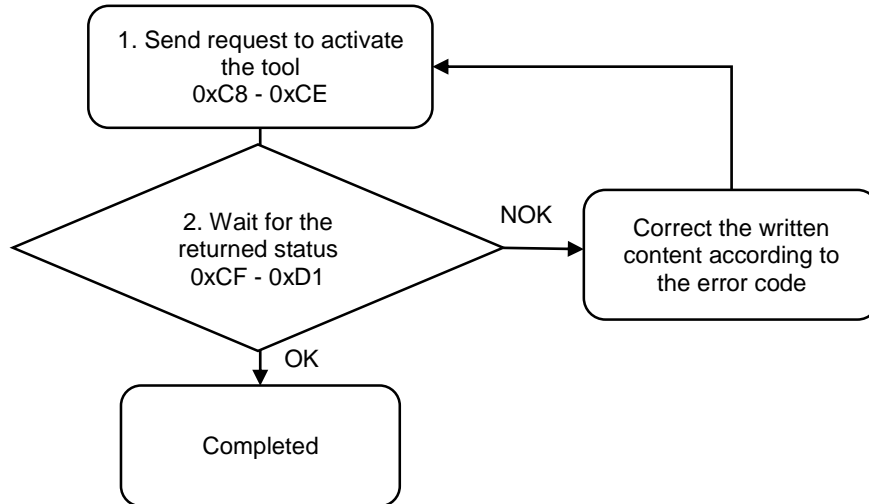 1. Send request to activate
the tool
0xC8 - 0xCE
2. Wait for the
returned status
0xCF - 0xD1
NOK
Correct the written
content according to
the error code
OK
Completed